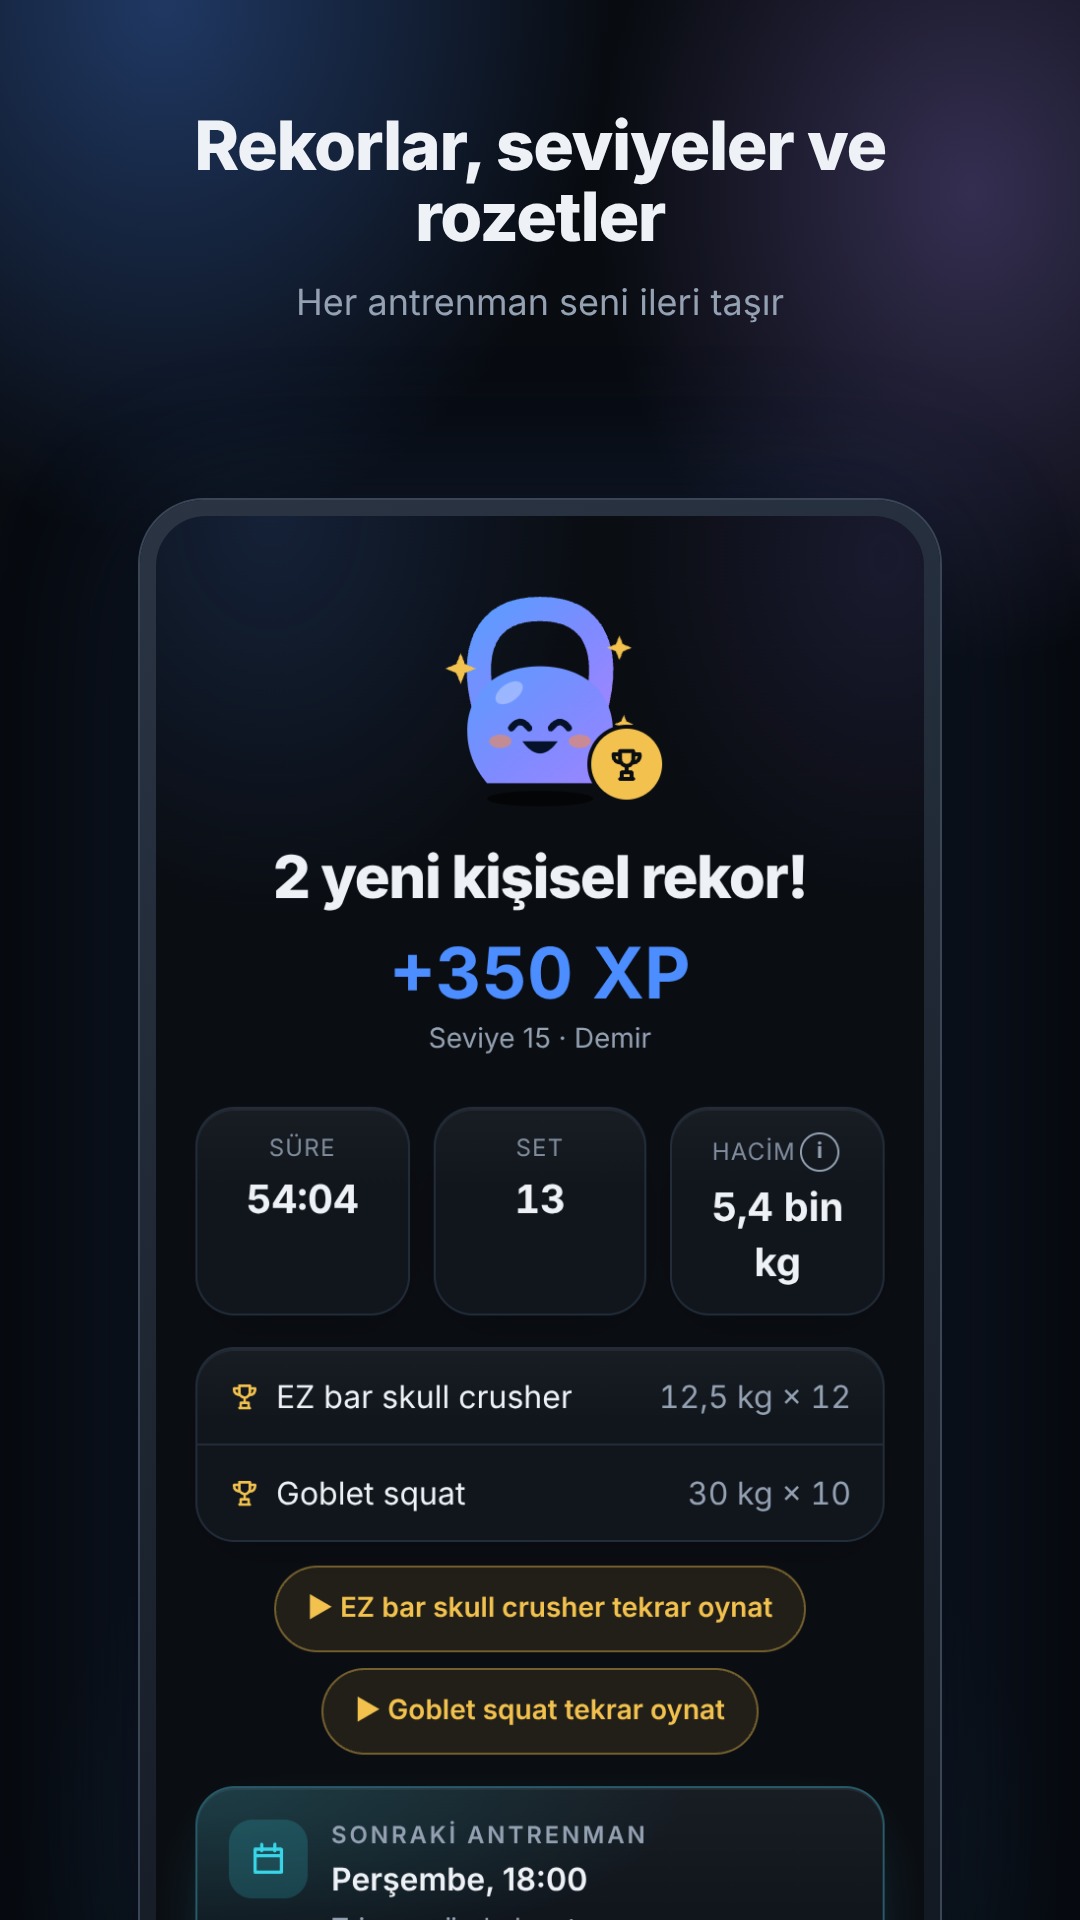 Rekorlar, seviyeler ve
rozetler
Her antrenman seni ileri taşır
2 yeni kişisel rekor!
+350 XP
Seviye 15 · Demir
SÜRE
54:04
SET
13
HACİM i
5,4 bin
kg
EZ bar skull crusher 12,5 kg × 12
Goblet squat 30 kg × 10
▶ EZ bar skull crusher tekrar oynat
▶ Goblet squat tekrar oynat
SONRAKİ ANTRENMAN
Perşembe, 18:00